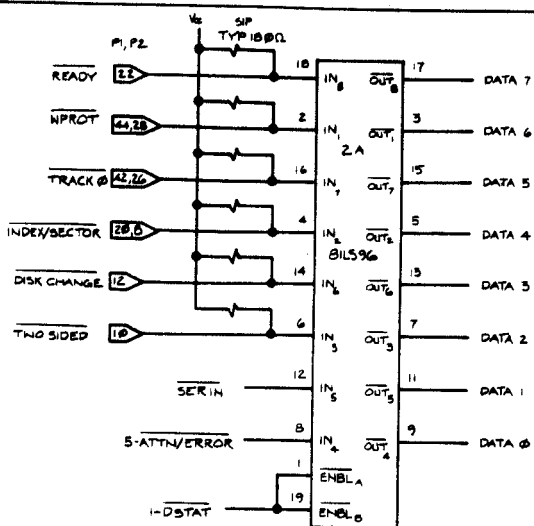 Vcc SIP
P1, P2 TYP 180Ω
READY 22 18 IN8 OUT8 17 DATA 7
NPROT 44,28 2 IN1 OUT1 3 DATA 6
2A
TRACK 0 42,26 16 IN7 OUT7 15 DATA 5
INDEX/SECTOR 20,8 4 IN2 OUT2 5 DATA 4
81LS96
DISK CHANGE 12 14 IN6 OUT6 13 DATA 3
TWO SIDED 10 6 IN3 OUT3 7 DATA 2
SERIN 12 IN5 OUT5 11 DATA 1
5-ATTN/ERROR 8 IN4 OUT4 9 DATA 0
1 ENBLA
1-DSTAT 19 ENBLB